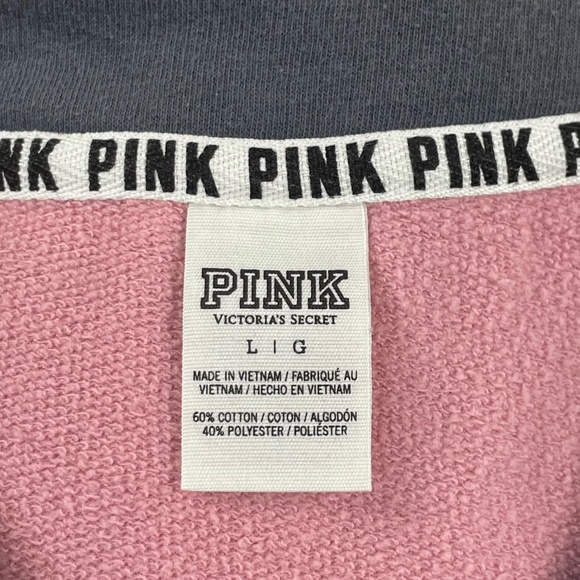 NK PINK PINK PINK P
PINK
VICTORIA'S SECRET
L | G
MADE IN VIETNAM / FABRIQUÉ AU
VIETNAM / HECHO EN VIETNAM
60% COTTON / COTON / ALGODÓN
40% POLYESTER / POLIÉSTER